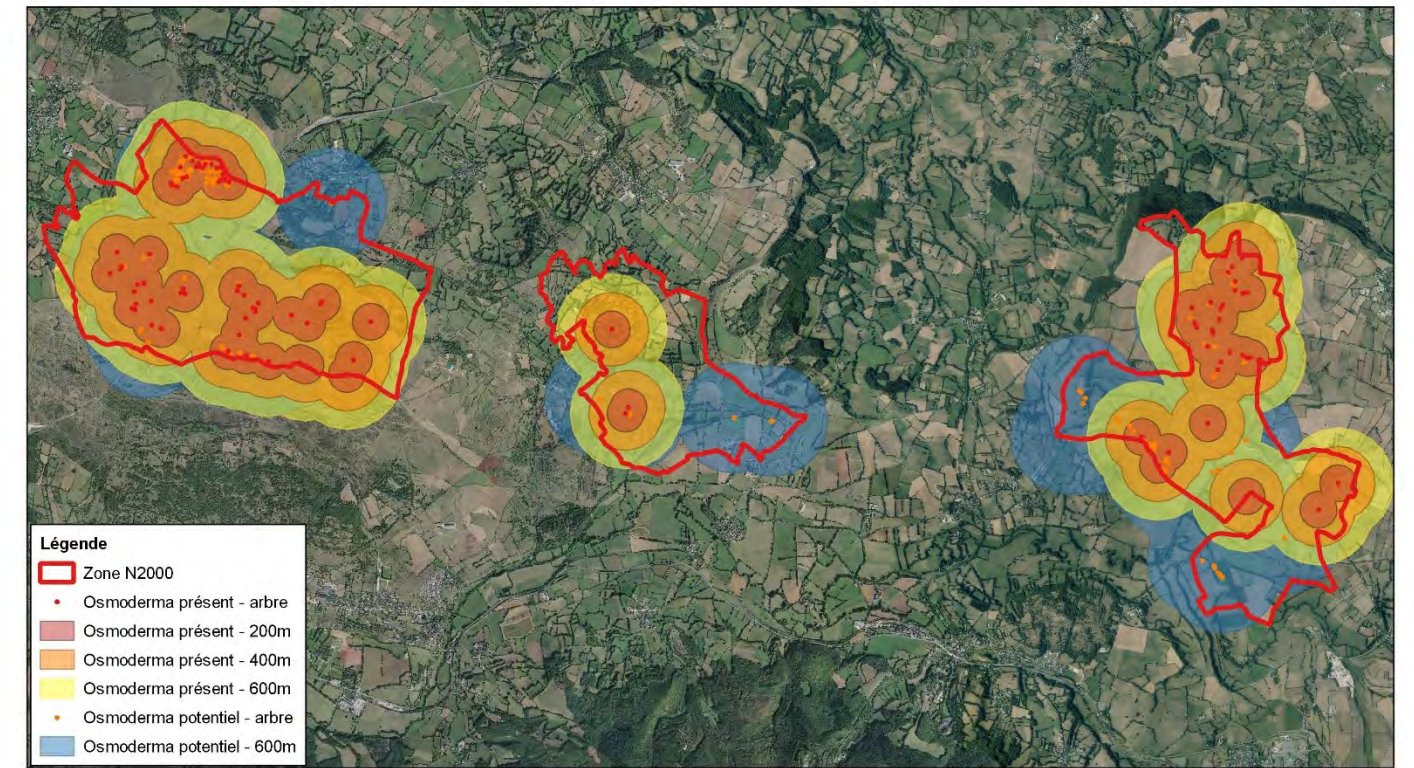 Légende
Zone N2000
Osmoderma présent - arbre
Osmoderma présent - 200m
Osmoderma présent - 400m
Osmoderma présent - 600m
Osmoderma potentiel - arbre
Osmoderma potentiel - 600m